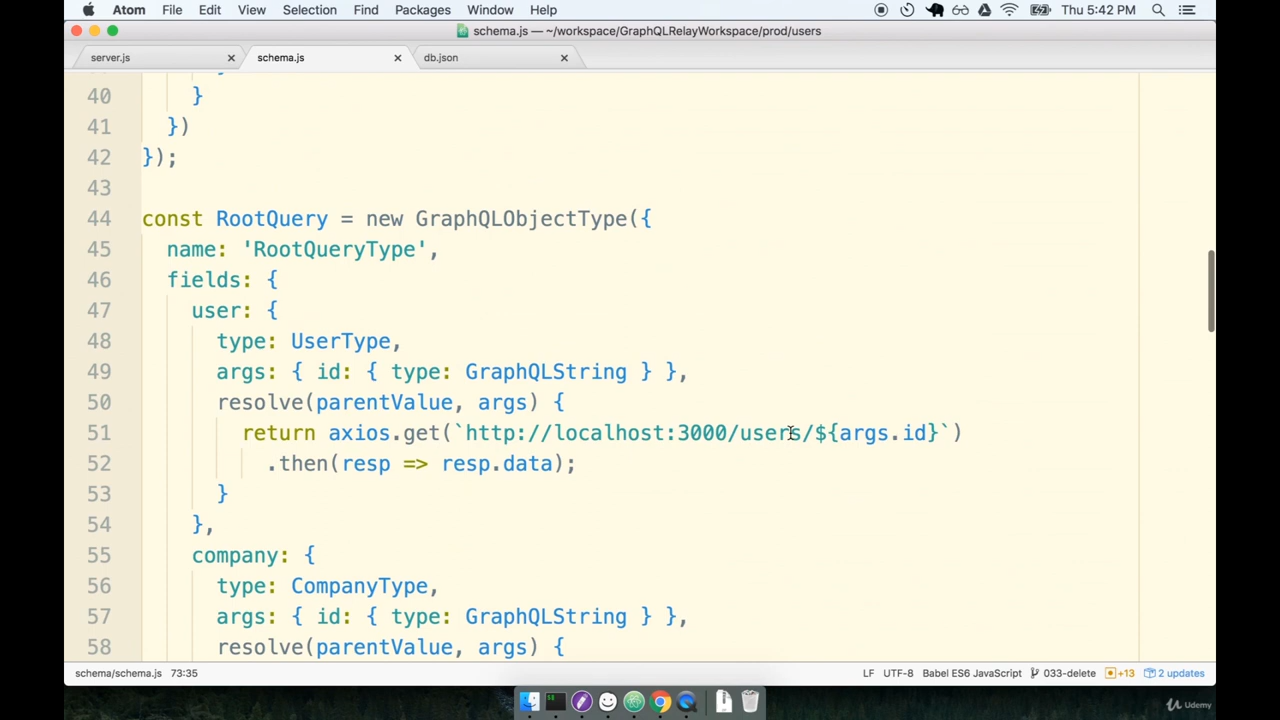 Atom File Edit View Selection Find Packages Window Help Thu 5:42 PM
schema.js — ~/workspace/GraphQLRelayWorkspace/prod/users
server.js schema.js db.json
40 }
41 })
42 });
43
44 const RootQuery = new GraphQLObjectType({
45 name: 'RootQueryType',
46 fields: {
47 user: {
48 type: UserType,
49 args: { id: { type: GraphQLString } },
50 resolve(parentValue, args) {
51 return axios.get(`http://localhost:3000/users/${args.id}`)
52 .then(resp => resp.data);
53 }
54 },
55 company: {
56 type: CompanyType,
57 args: { id: { type: GraphQLString } },
58 resolve(parentValue, args) {
schema/schema.js 73:35 LF UTF-8 Babel ES6 JavaScript 033-delete +13 2 updates
Udemy